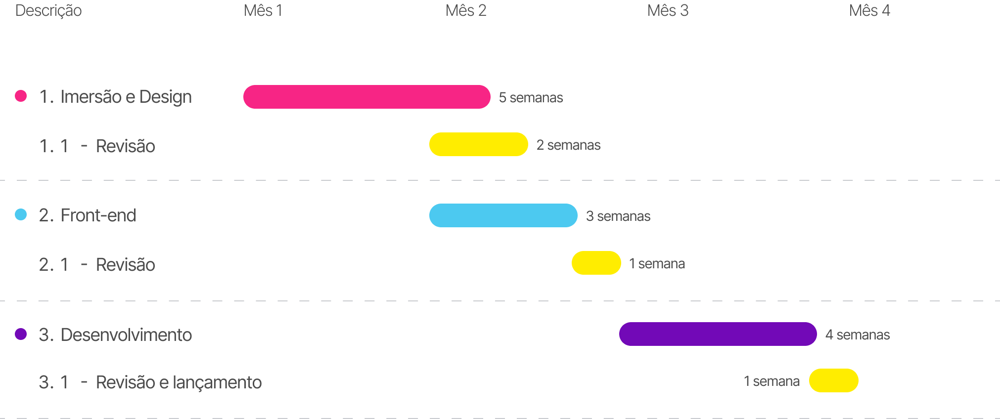 Descrição Mês 1 Mês 2 Mês 3 Mês 4
1. Imersão e Design 5 semanas
1. 1 - Revisão 2 semanas
2. Front-end 3 semanas
2. 1 - Revisão 1 semana
3. Desenvolvimento 4 semanas
3. 1 - Revisão e lançamento 1 semana